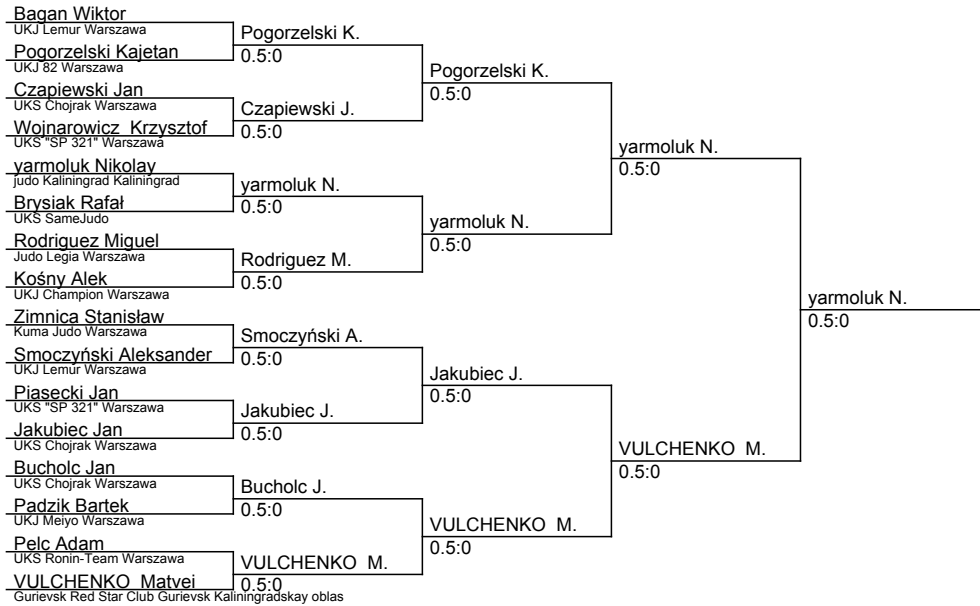 Bagan Wiktor
UKJ Lemur Warszawa
Pogorzelski Kajetan
UKJ 82 Warszawa
Czapiewski Jan
UKS Chojrak Warszawa
Wojnarowicz  Krzysztof
UKS "SP 321" Warszawa
yarmoluk Nikolay
judo Kaliningrad Kaliningrad
Brysiak Rafał
UKS SameJudo
Rodriguez Miguel
Judo Legia Warszawa
Kośny Alek
UKJ Champion Warszawa
Zimnica Stanisław
Kuma Judo Warszawa
Smoczyński Aleksander
UKJ Lemur Warszawa
Piasecki Jan
UKS "SP 321" Warszawa
Jakubiec Jan
UKS Chojrak Warszawa
Bucholc Jan
UKS Chojrak Warszawa
Padzik Bartek
UKJ Meiyo Warszawa
Pelc Adam
UKS Ronin-Team Warszawa
VULCHENKO  Matvei
Gurievsk Red Star Club Gurievsk Kaliningradskay oblas
Pogorzelski K.
0.5:0
Czapiewski J.
0.5:0
yarmoluk N.
0.5:0
Rodriguez M.
0.5:0
Smoczyński A.
0.5:0
Jakubiec J.
0.5:0
Bucholc J.
0.5:0
VULCHENKO  M.
0.5:0
Pogorzelski K.
0.5:0
yarmoluk N.
0.5:0
Jakubiec J.
0.5:0
VULCHENKO  M.
0.5:0
yarmoluk N.
0.5:0
VULCHENKO  M.
0.5:0
yarmoluk N.
0.5:0